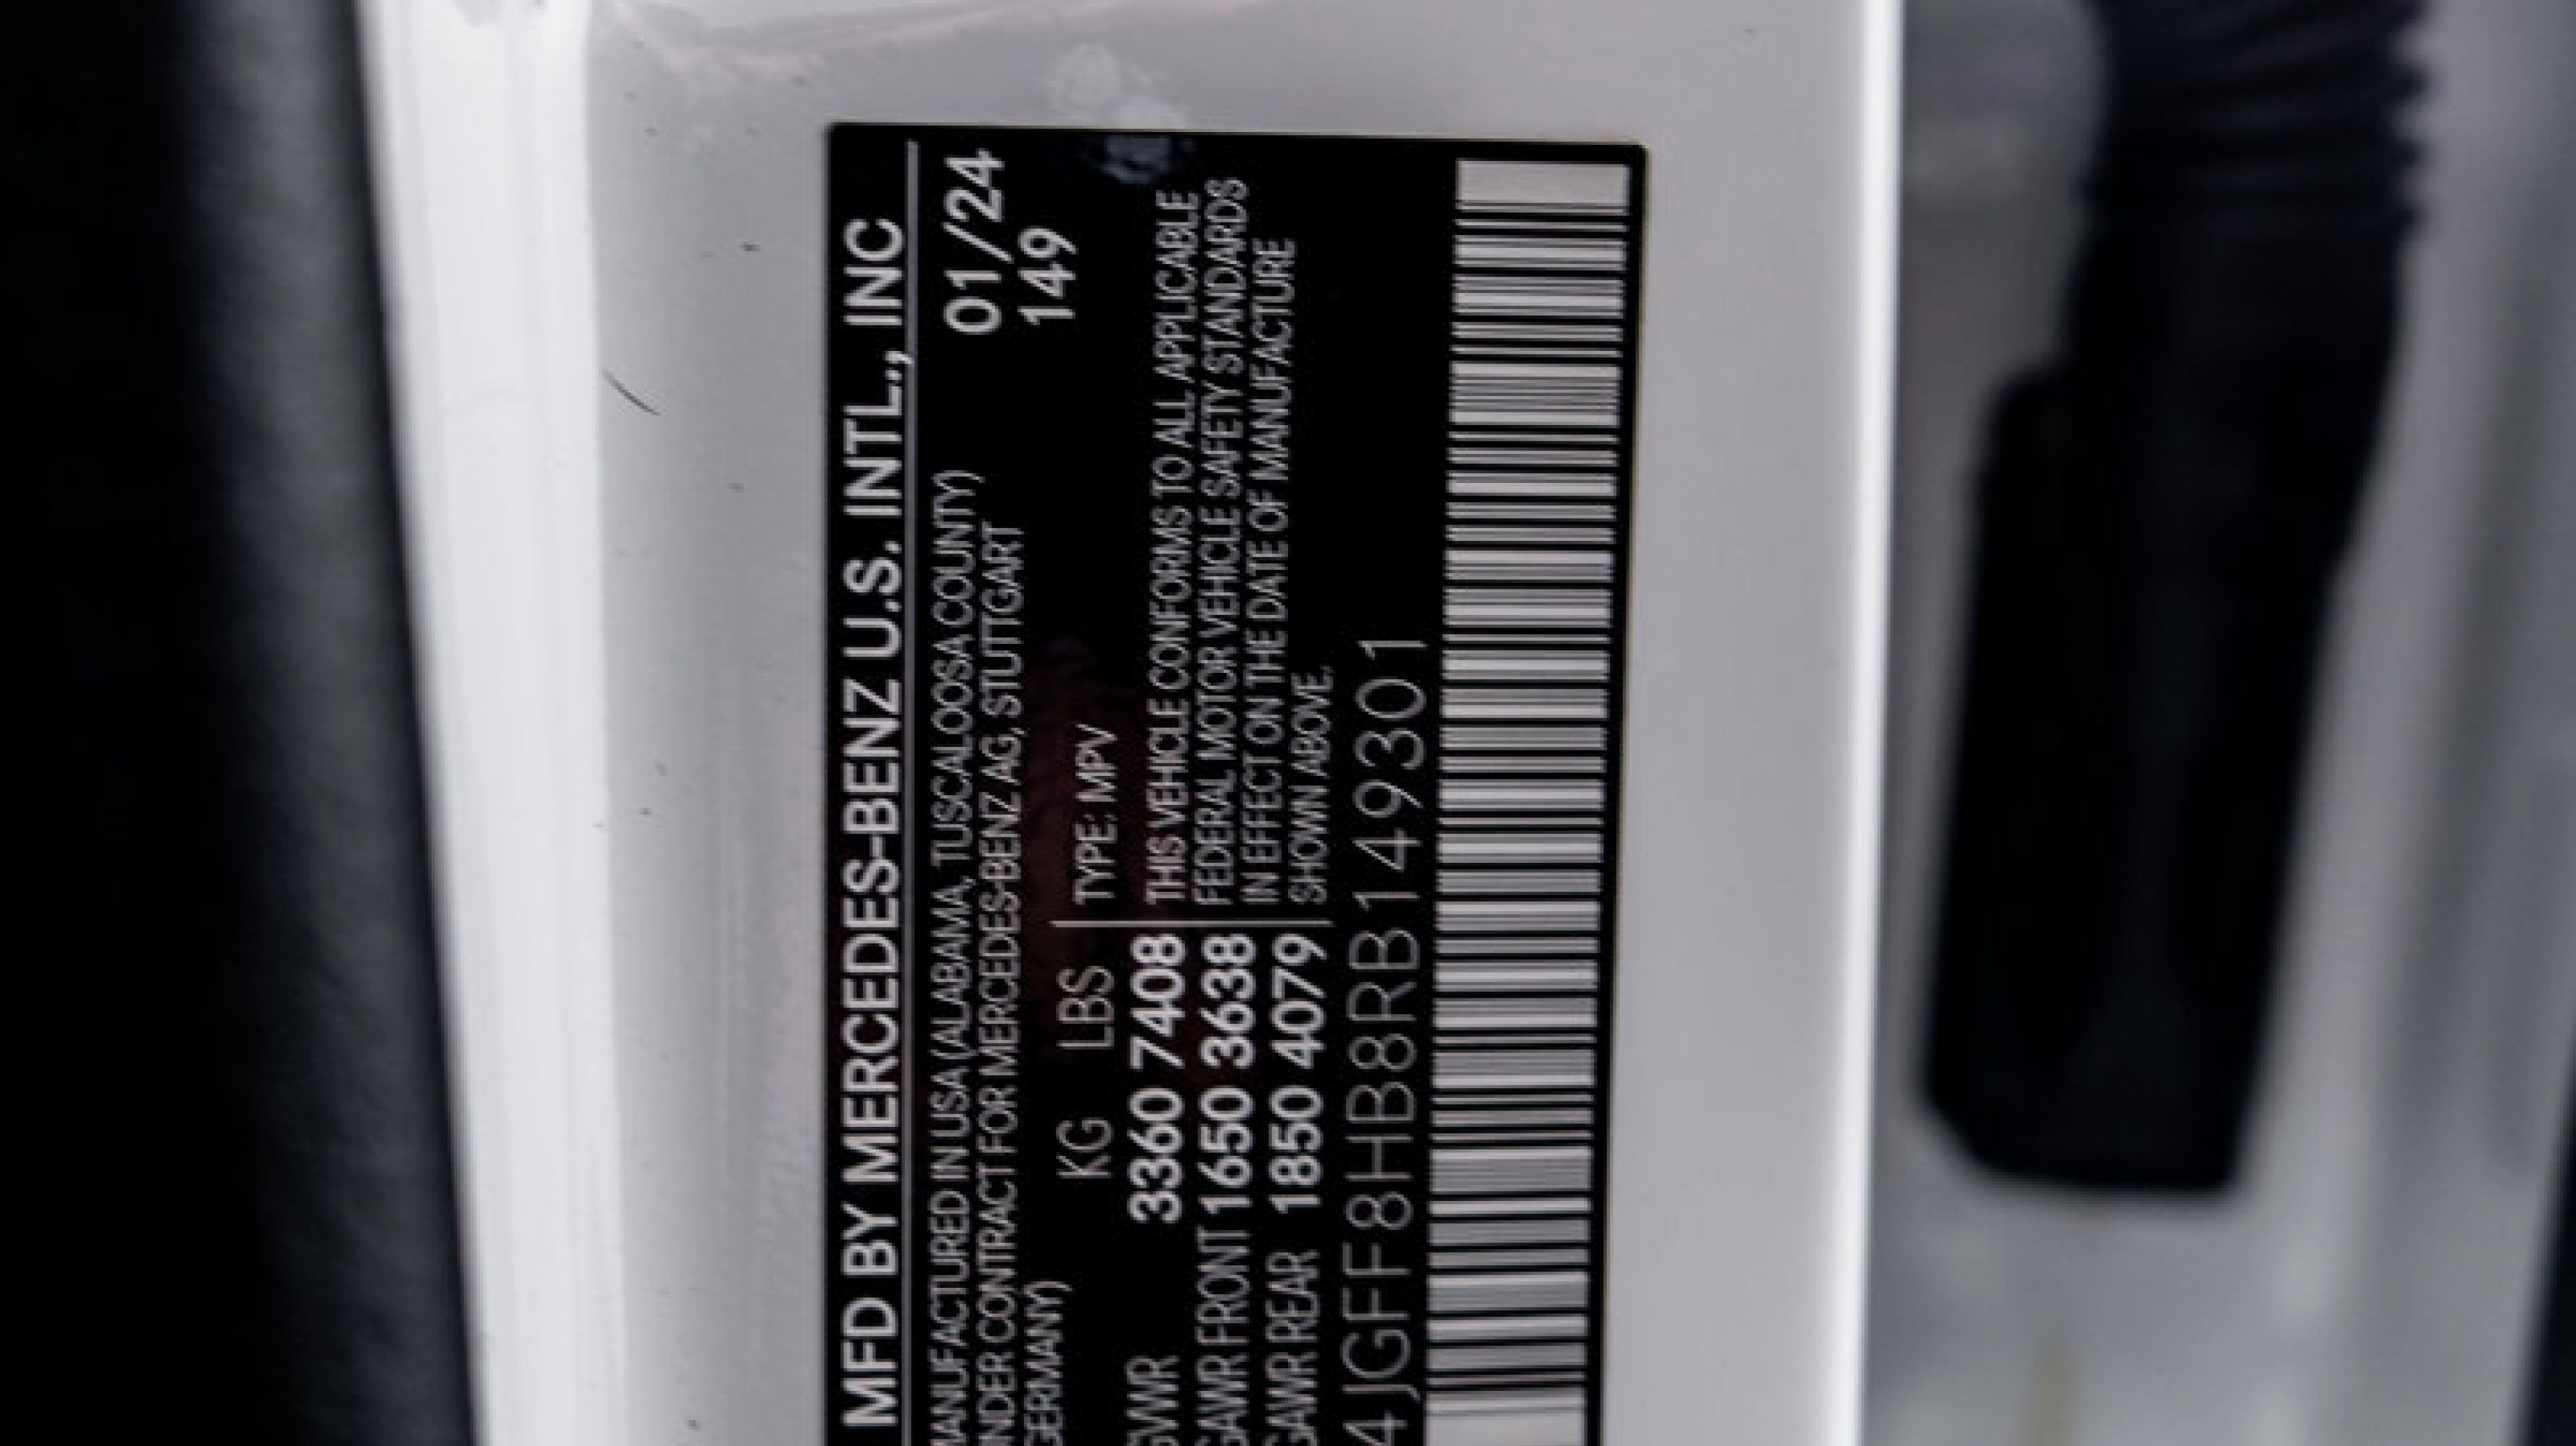 MFD BY MERCEDES-BENZ U.S. INTL., INC
MANUFACTURED IN USA (ALABAMA, TUSCALOOSA COUNTY) 01/24
UNDER CONTRACT FOR MERCEDES-BENZ AG, STUTTGART 149
GERMANY)
KG LBS TYPE: MPV
GVWR 3360 7408 THIS VEHICLE CONFORMS TO ALL APPLICABLE
GAWR FRONT 1650 3638 FEDERAL MOTOR VEHICLE SAFETY STANDARDS
GAWR REAR 1850 4079 IN EFFECT ON THE DATE OF MANUFACTURE
SHOWN ABOVE.
4JGFF8HB8RB149301